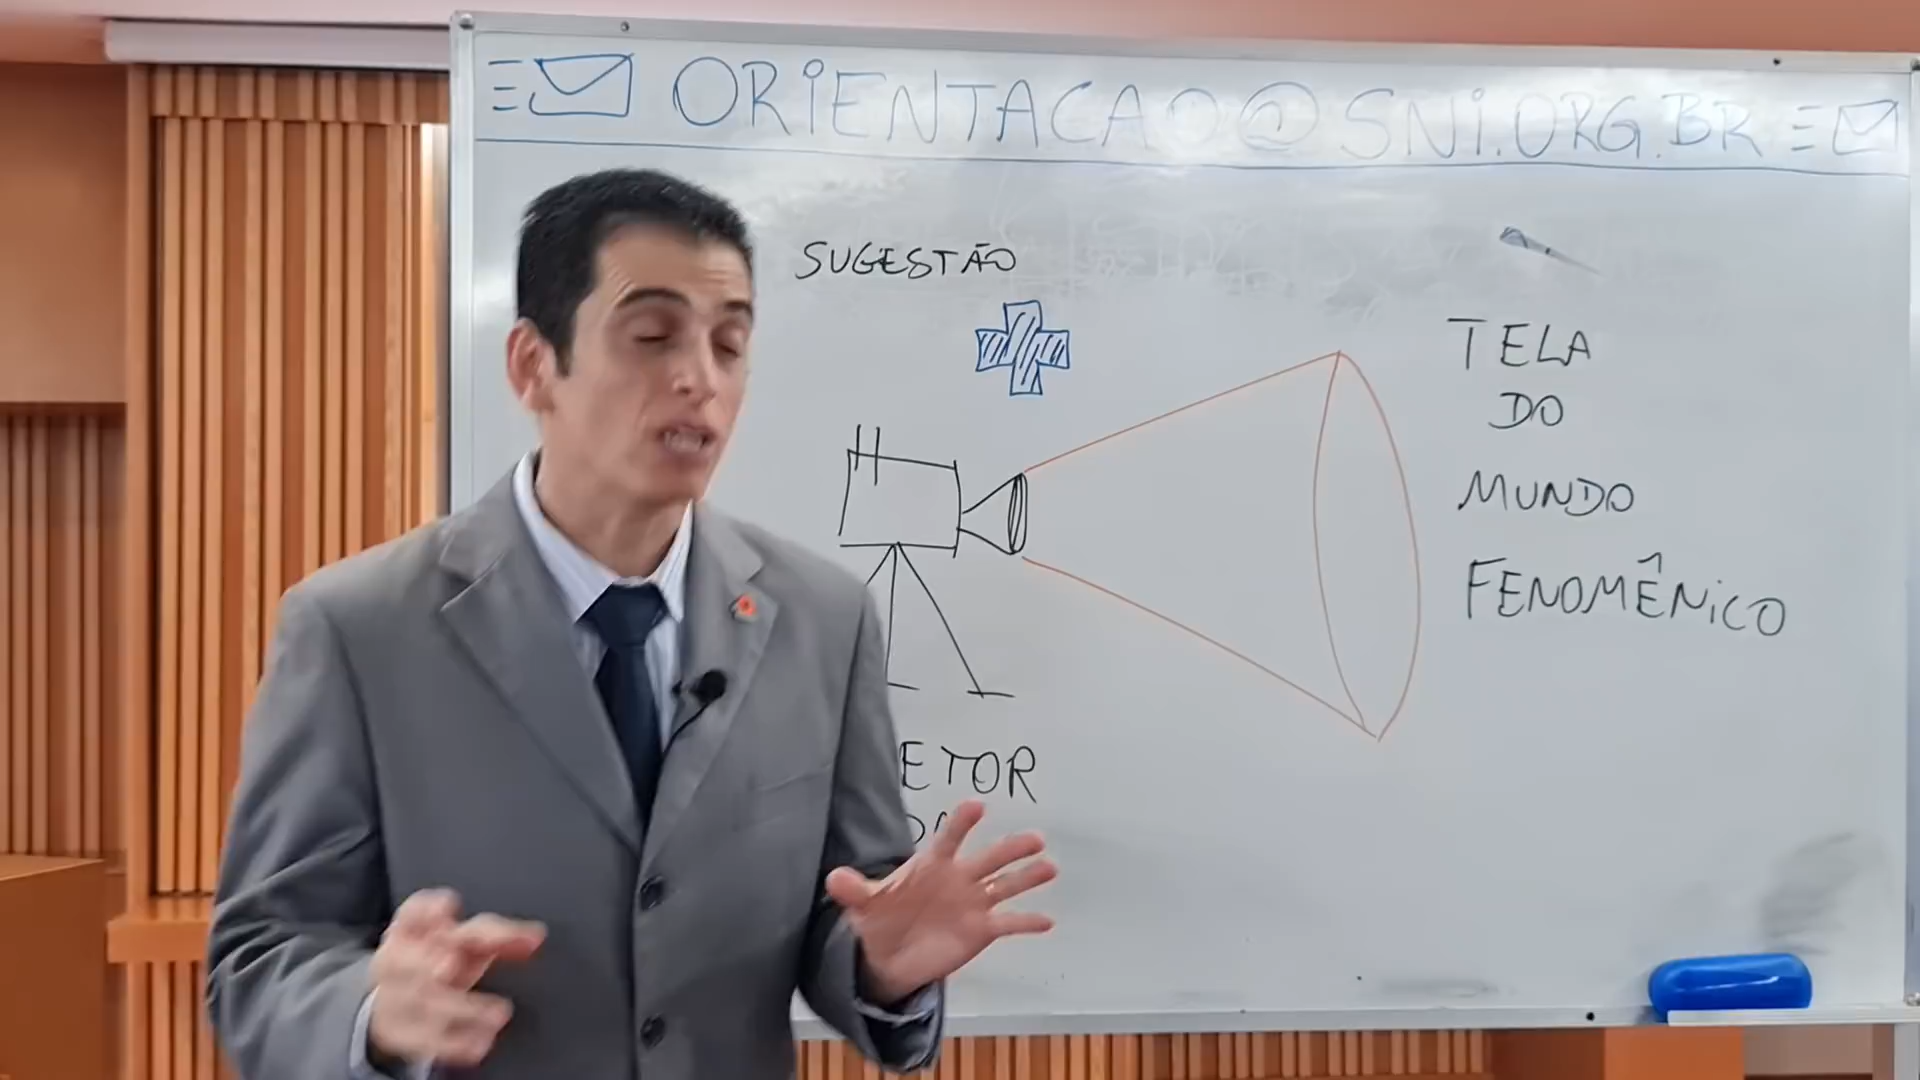 ORIENTACAO@SNI.ORG.BR
SUGESTÃO
TELA
DO
MUNDO
FENOMÊNICO
ETOR